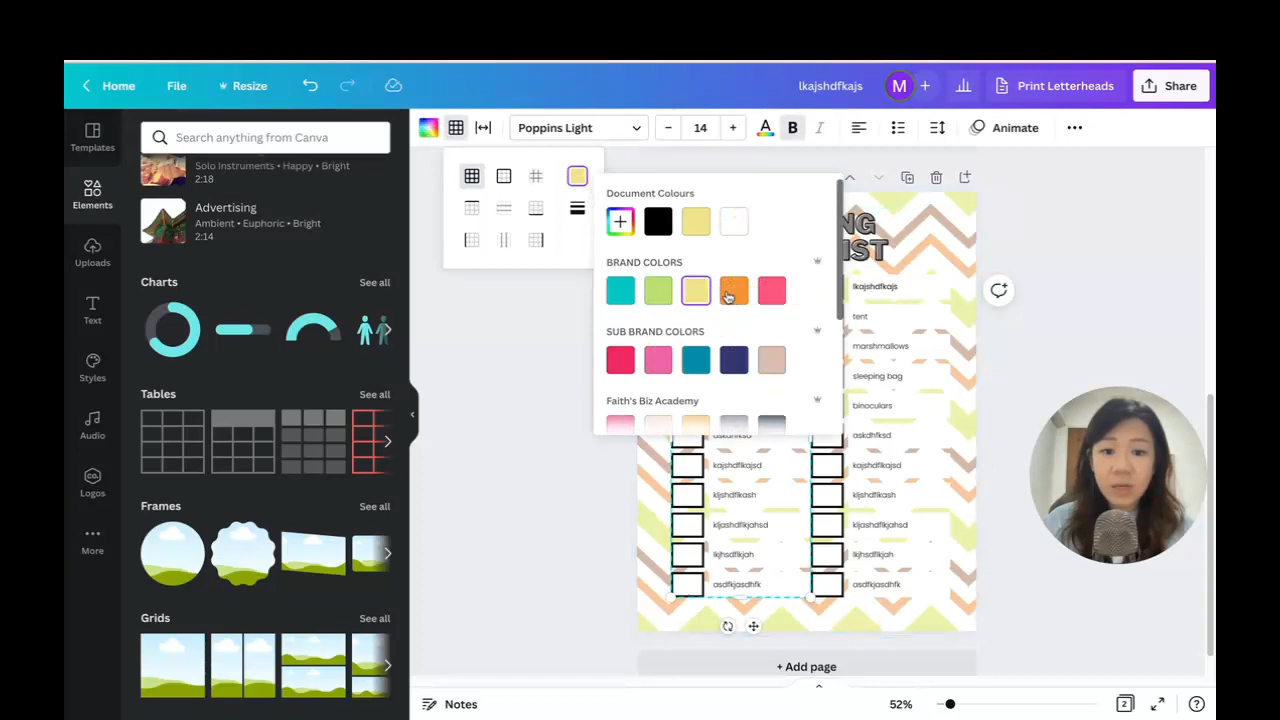 Home
File
Resize
lkajshdfkajs
M
+
Print Letterheads
Share
Templates
Elements
Uploads
Text
Styles
Audio
Logos
More
Search anything from Canva
Solo Instruments • Happy • Bright
2:18
Advertising
Ambient • Euphoric • Bright
2:14
Charts
See all
Tables
See all
Frames
See all
Grids
See all
Poppins Light
– 14 +
A
B
I
Animate
Document Colours
BRAND COLORS
SUB BRAND COLORS
Faith's Biz Academy
NG
IST
lkajshdfkajs
tent
marshmallows
sleeping bag
binoculars
askdhfksd
kajshdflkajsd
kajshdflkajsd
kljshdflkash
kljshdflkash
kljashdflkjahsd
kljashdflkjahsd
lkjhsdflkjah
lkjhsdflkjah
asdfkjasdhfk
asdfkjasdhfk
+ Add page
Notes
52%
2
?